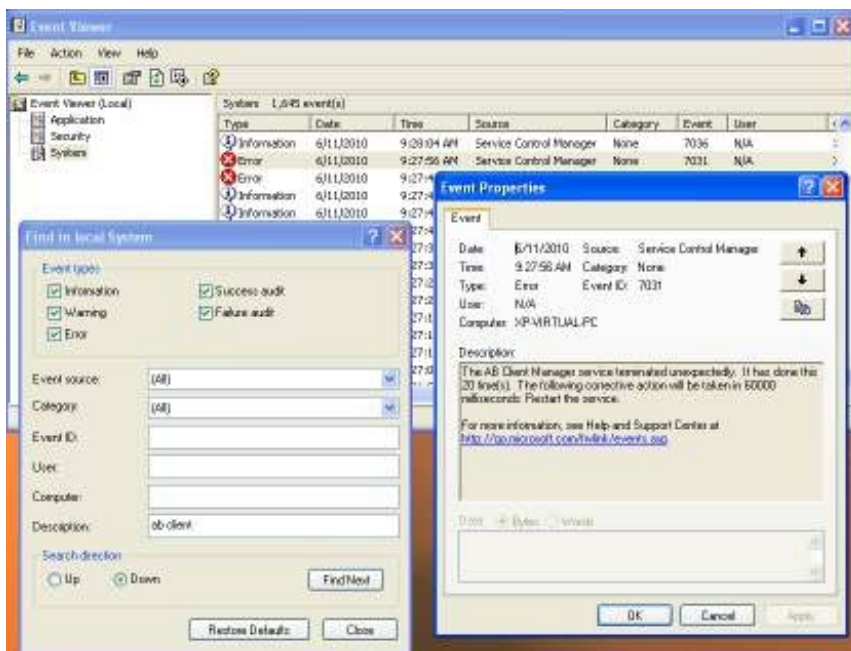 Event Viewer
File Action View Help
Event Viewer (Local)
Application
Security
System
System 1,645 event(s)
Type Date Time Source Category Event User
Information 6/11/2010 9:28:04 AM Service Control Manager None 7036 N/A
Error 6/11/2010 9:27:56 AM Service Control Manager None 7031 N/A
Error 6/11/2010 9:27:4
Information 6/11/2010 9:27:4
Information 6/11/2010 9:27:4
Find in local System
Event types
Information Success audit
Warning Failure audit
Error
Event source: (All)
Category: (All)
Event ID:
User:
Computer:
Description: ab client
Search direction
Up Down Find Next
Restore Defaults Close
Event Properties
Event
Date: 6/11/2010 Source: Service Control Manager
Time: 9:27:56 AM Category: None
Type: Error Event ID: 7031
User: N/A
Computer: XP-VIRTUAL-PC
Description:
The AB Client Manager service terminated unexpectedly. It has done this
20 time(s). The following corrective action will be taken in 60000
milliseconds: Restart the service.
For more information, see Help and Support Center at
http://go.microsoft.com/fwlink/events.asp.
Data: Bytes Words
OK Cancel Apply